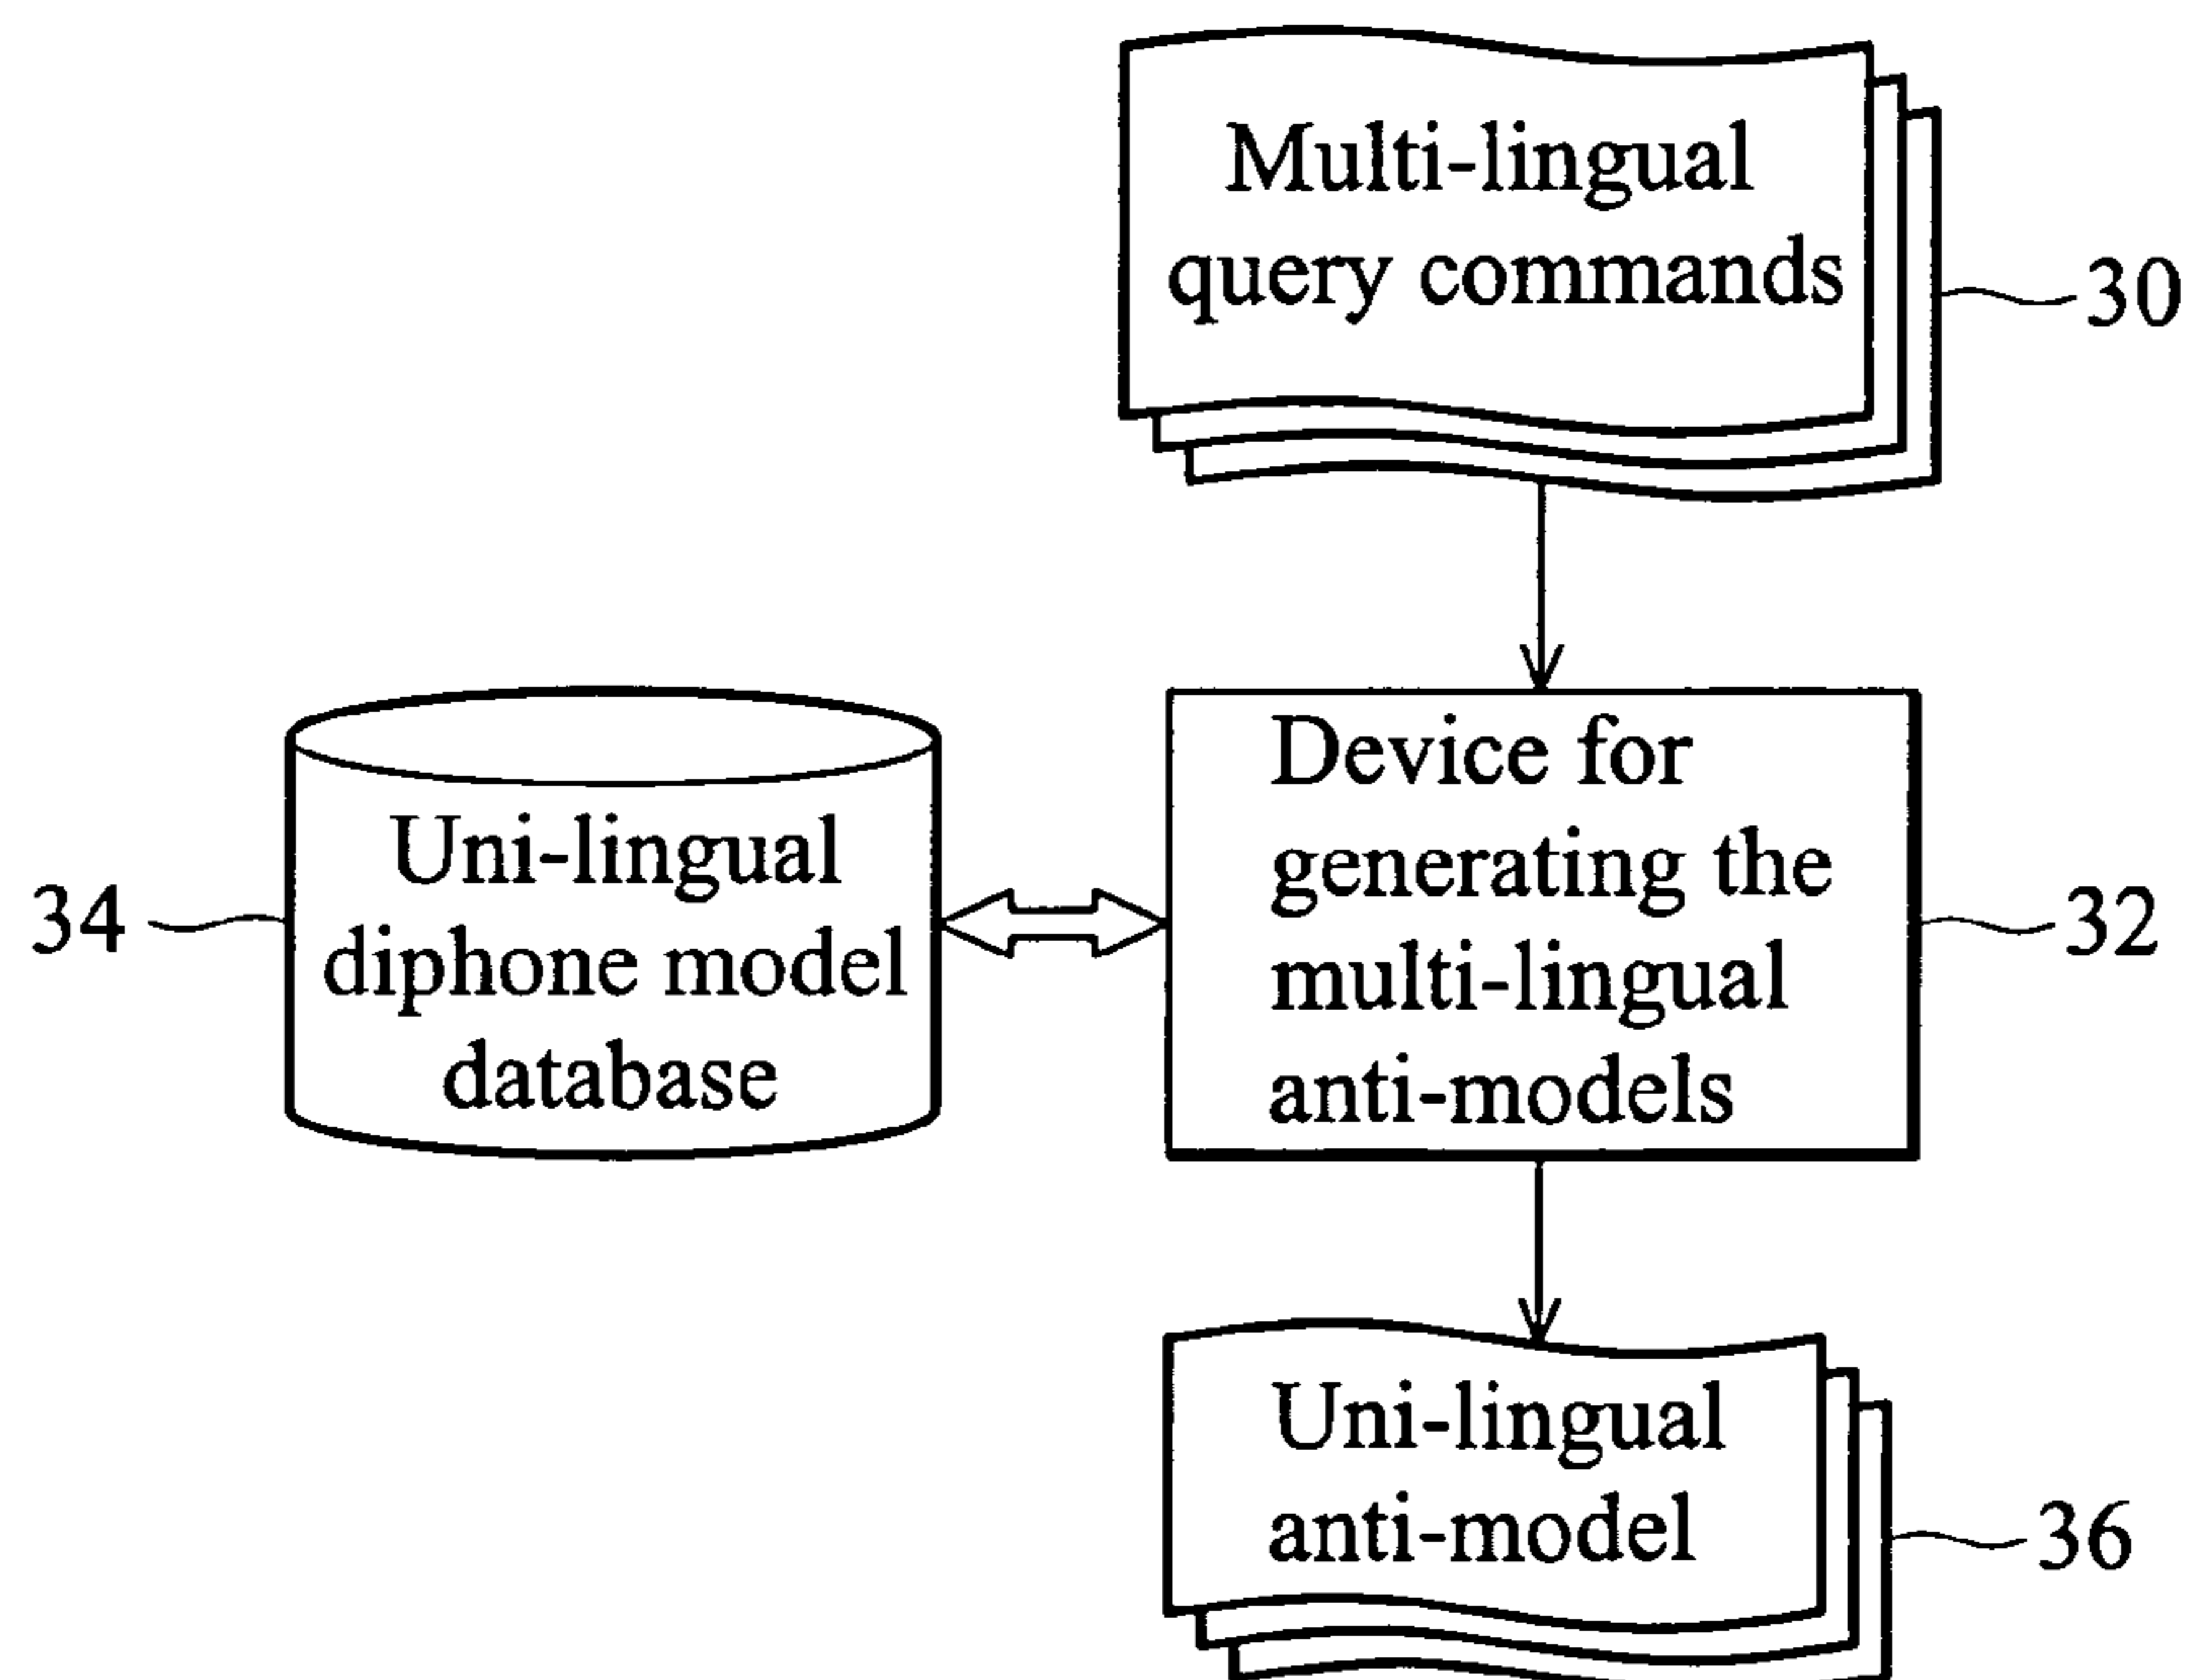 Multi-lingual
query commands
30
Device for
generating the
multi-lingual
anti-models
32
Uni-lingual
diphone model
database
34
Uni-lingual
anti-model
36